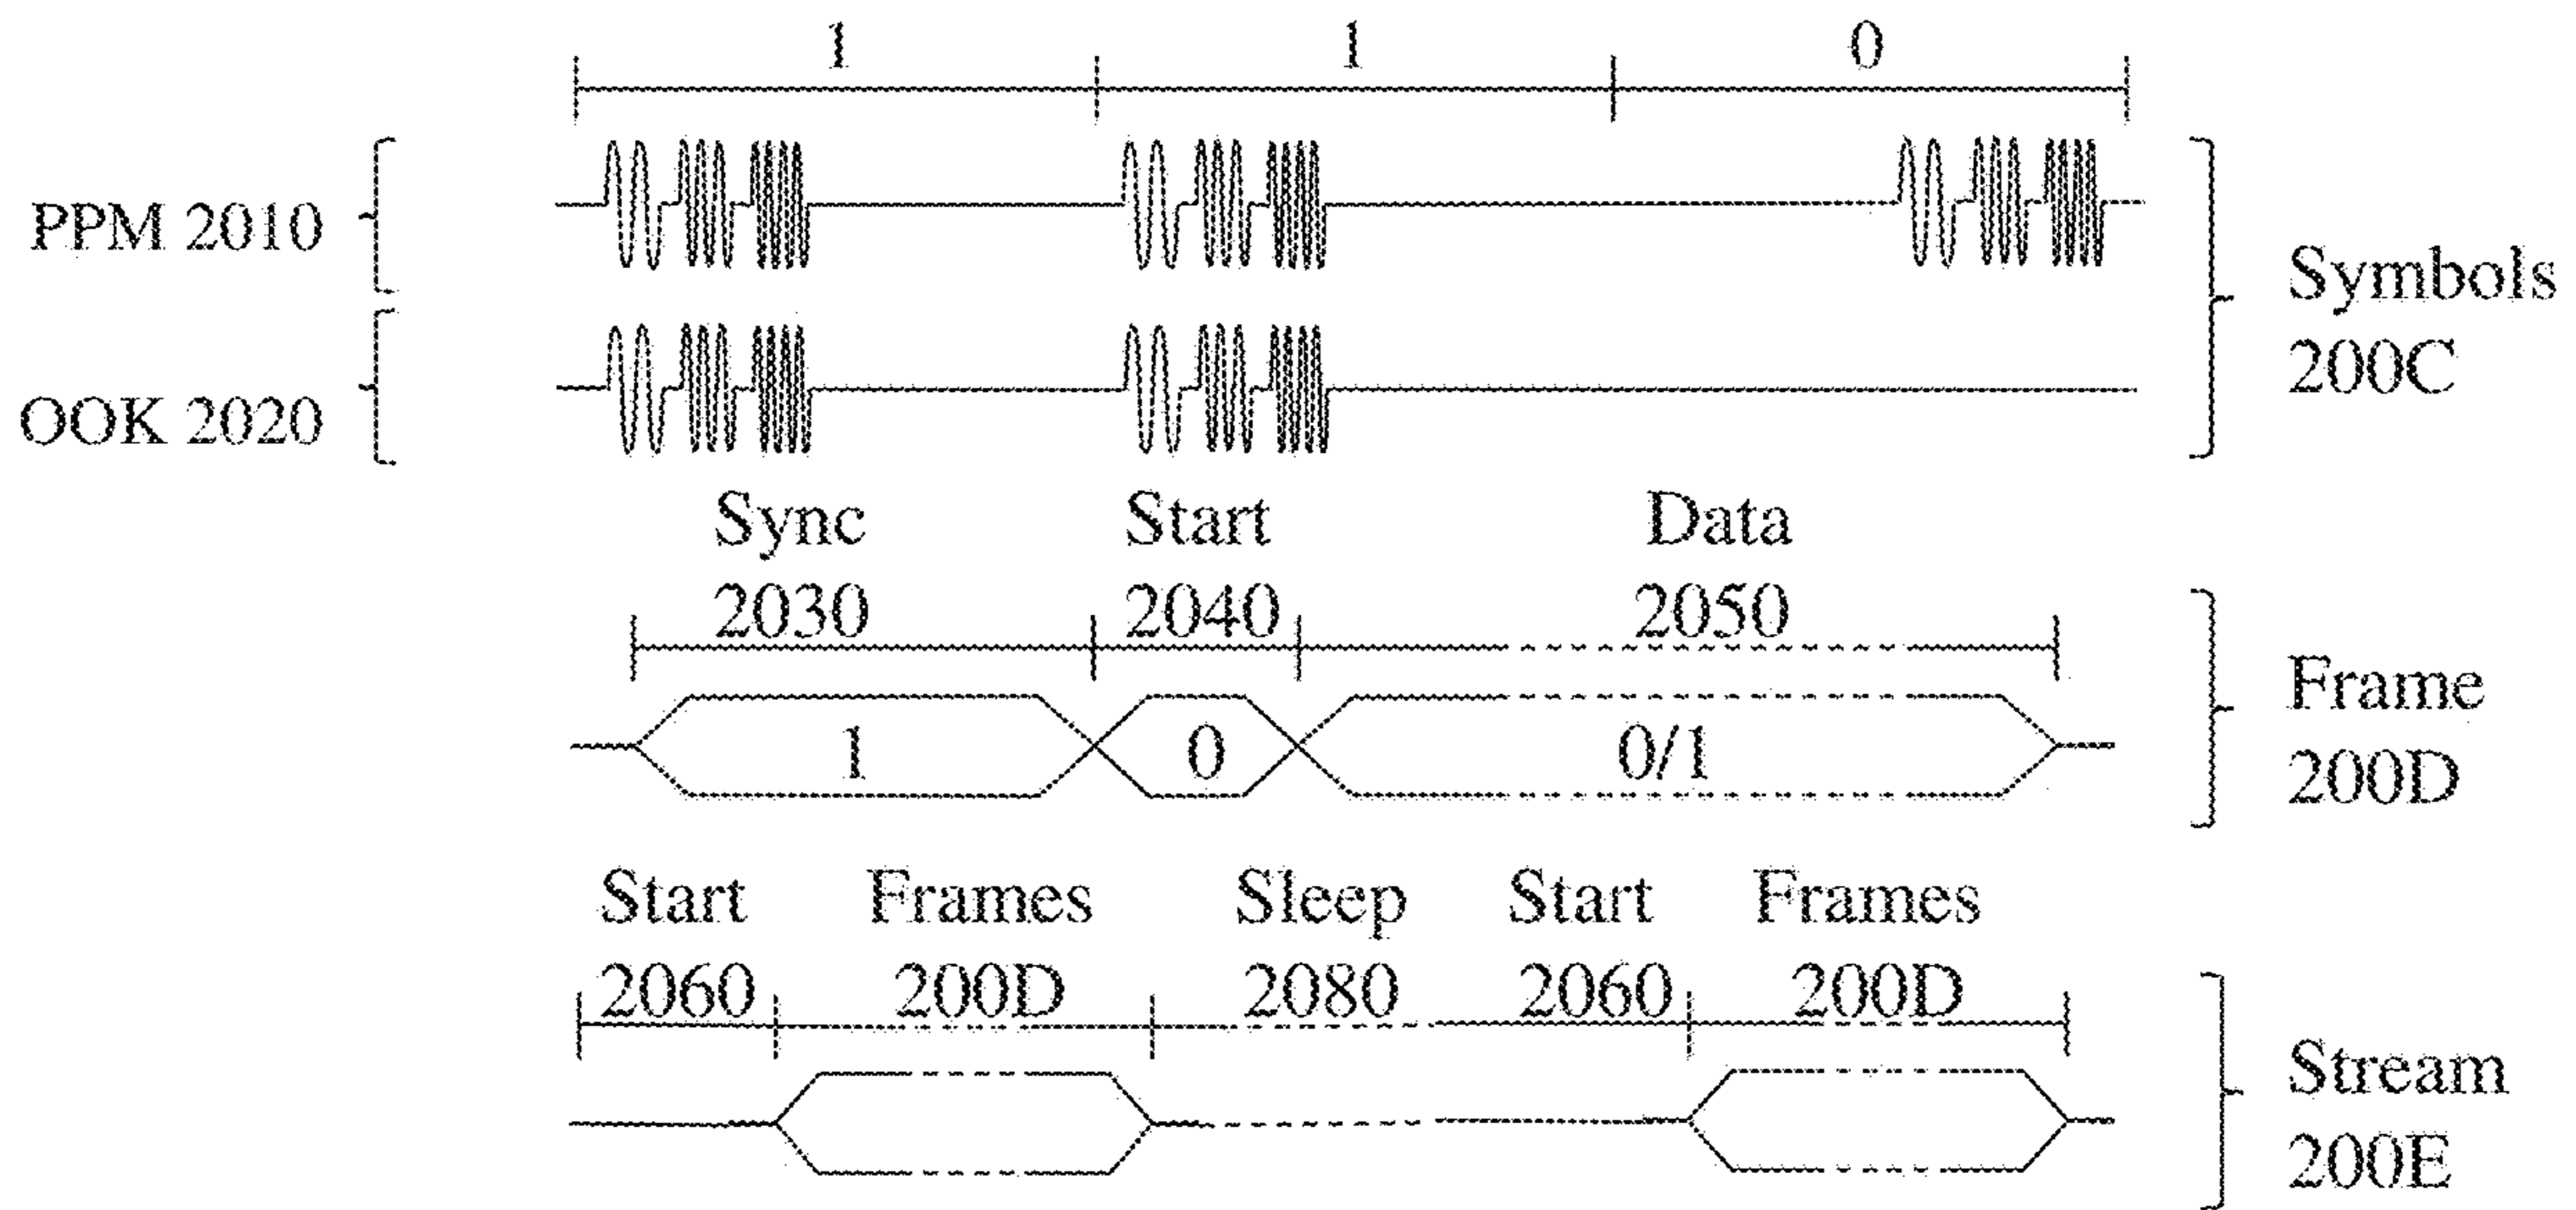 1 1 0
PPM 2010
OOK 2020
Symbols
200C
Sync Start Data
2030 2040 2050
1 0 0/1
Frame
200D
Start Frames Sleep Start Frames
2060 200D 2080 2060 200D
Stream
200E